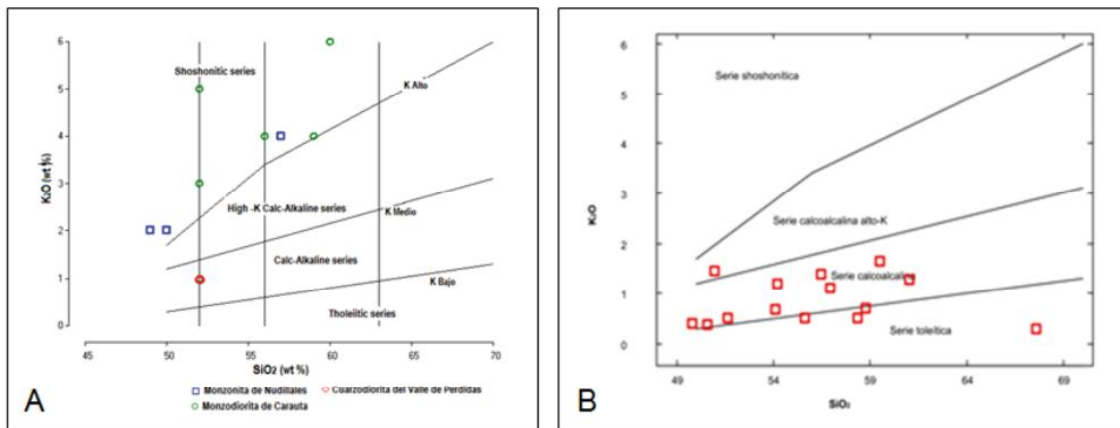 6
5
4
3
2
1
0
K₂O (wt %)
Shoshonitic series
K Alto
High -K Calc-Alkaline series
K Medio
Calc-Alkaline series
K Bajo
Tholeiitic series
45 50 55 60 65 70
SiO₂ (wt %)
Monzonita de Nudillales
Cuarzodiorita del Valle de Perdidas
Monzodiorita de Carauta
A
6
5
4
3
2
1
0
K₂O
Serie shoshonítica
Serie calcoalcalina alto-K
Serie calcoalcalina
Serie toleítica
49 54 59 64 69
SiO₂
B